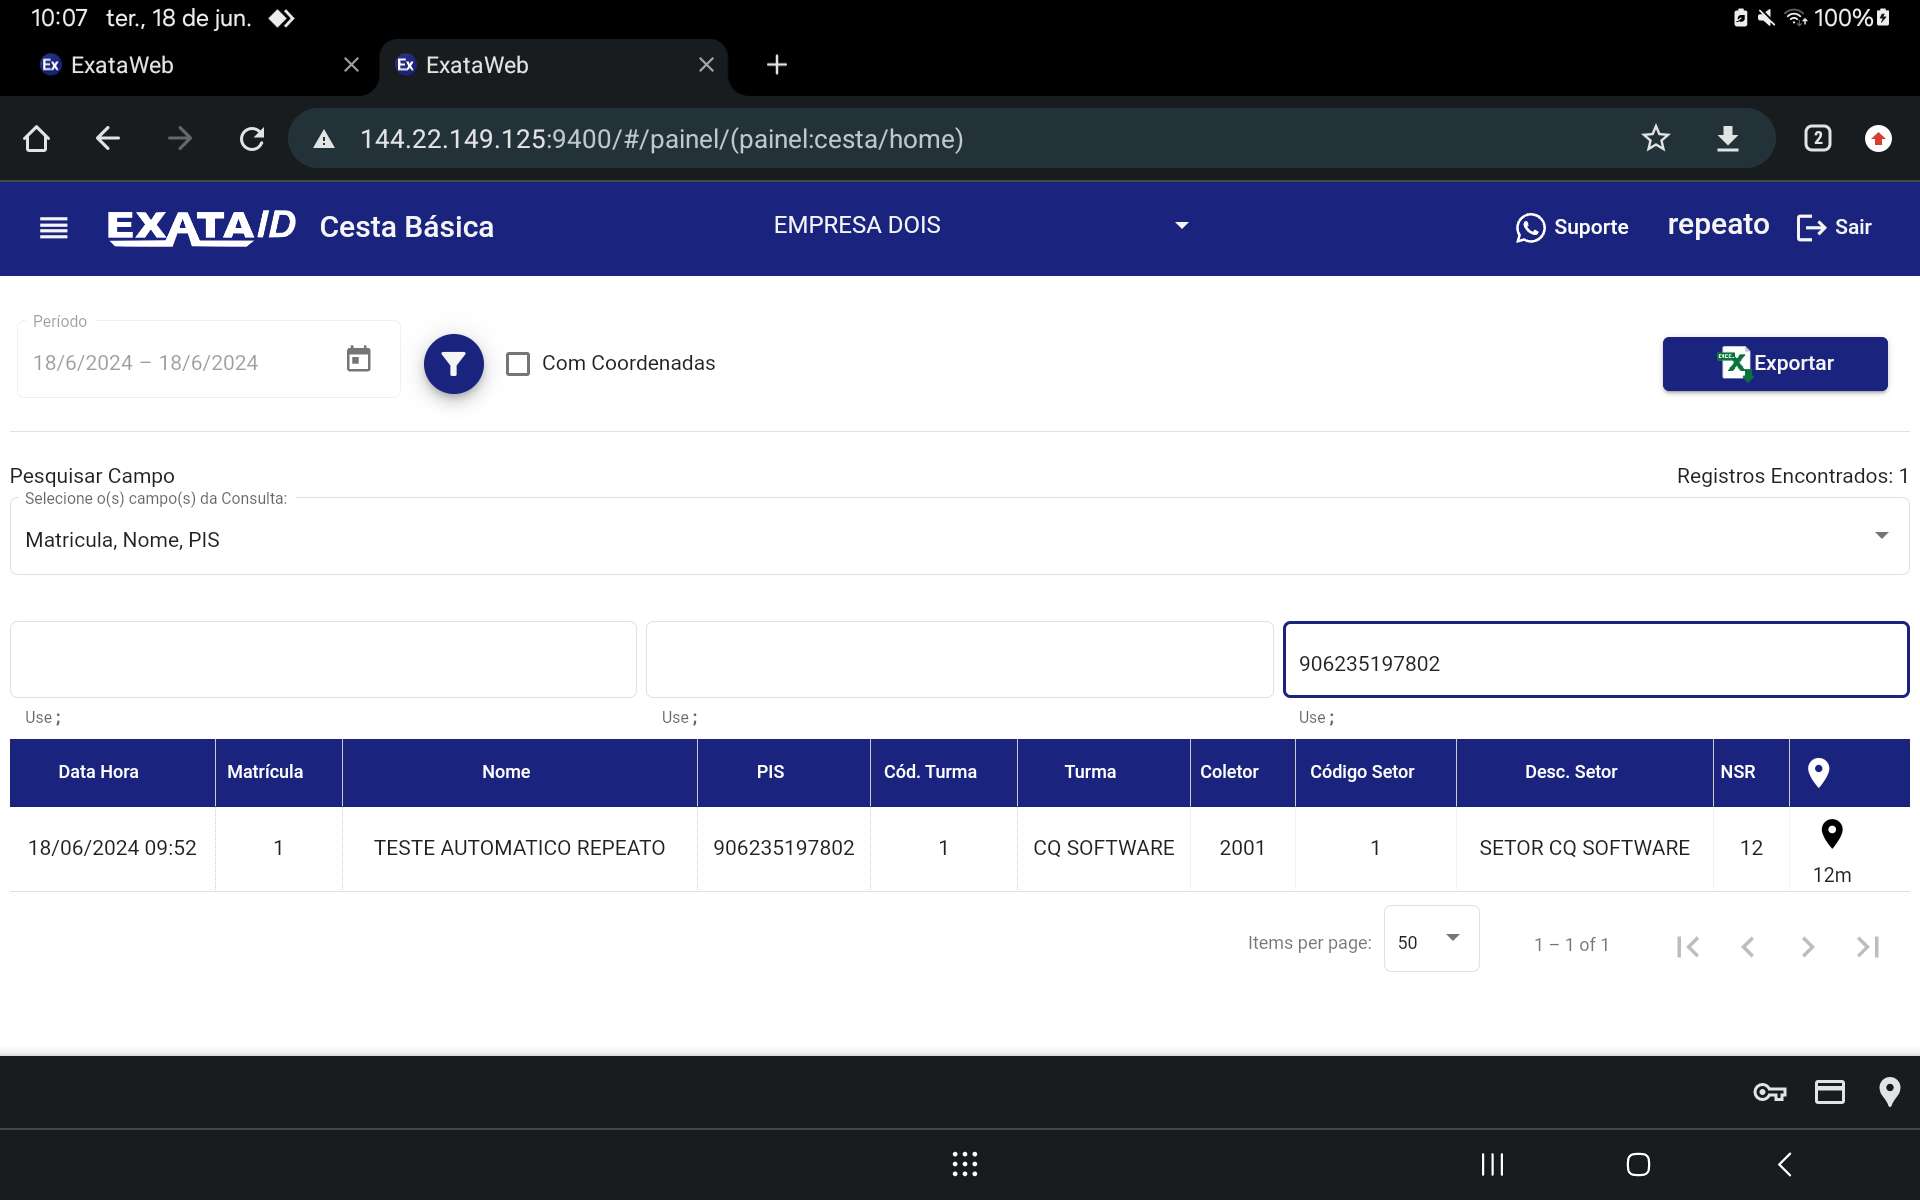 10:07 ter., 18 de jun. 100%
Ex ExataWeb Ex ExataWeb
144.22.149.125:9400/#/painel/(painel:cesta/home) 2
EXATA/ID Cesta Básica EMPRESA DOIS Suporte repeato Sair
Período
18/6/2024 – 18/6/2024 Com Coordenadas Exportar
Pesquisar Campo Registros Encontrados: 1
Selecione o(s) campo(s) da Consulta:
Matricula, Nome, PIS
906235197802
Use ; Use ; Use ;
Data Hora Matrícula Nome PIS Cód. Turma Turma Coletor Código Setor Desc. Setor NSR
18/06/2024 09:52 1 TESTE AUTOMATICO REPEATO 906235197802 1 CQ SOFTWARE 2001 1 SETOR CQ SOFTWARE 12
12m
Items per page: 50 1 – 1 of 1